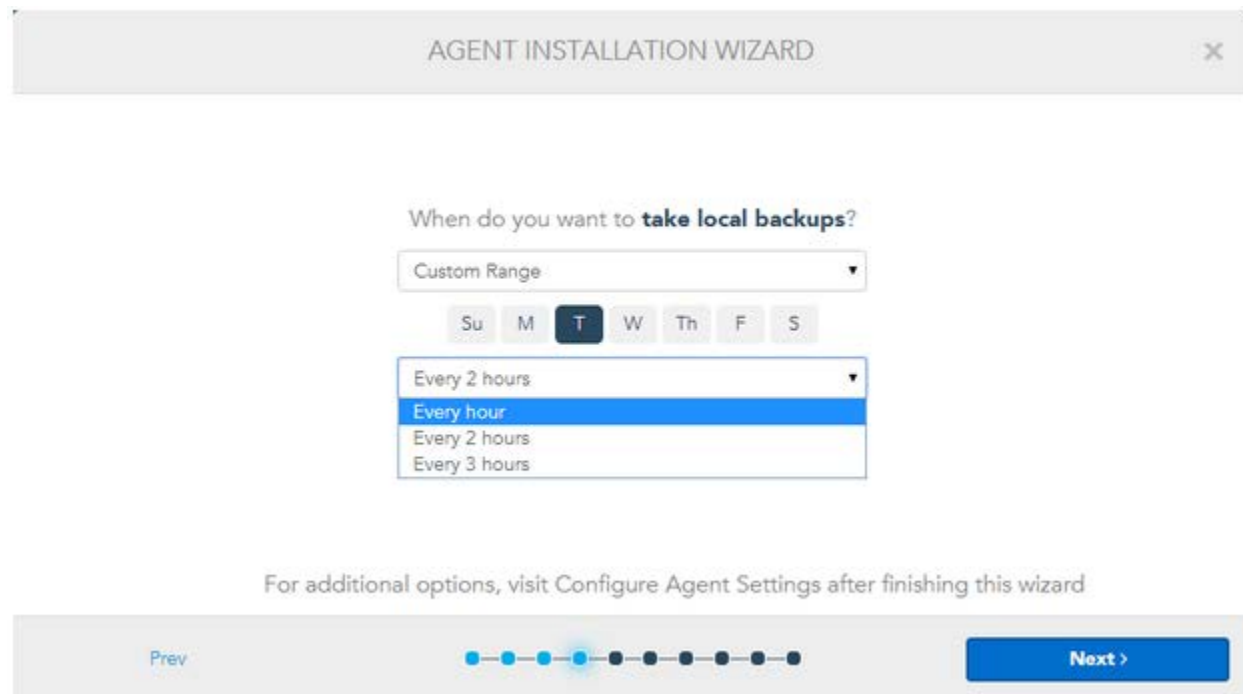 AGENT INSTALLATION WIZARD ×
When do you want to take local backups?
Custom Range
Su M T W Th F S
Every 2 hours
Every hour
Every 2 hours
Every 3 hours
For additional options, visit Configure Agent Settings after finishing this wizard
Prev Next >